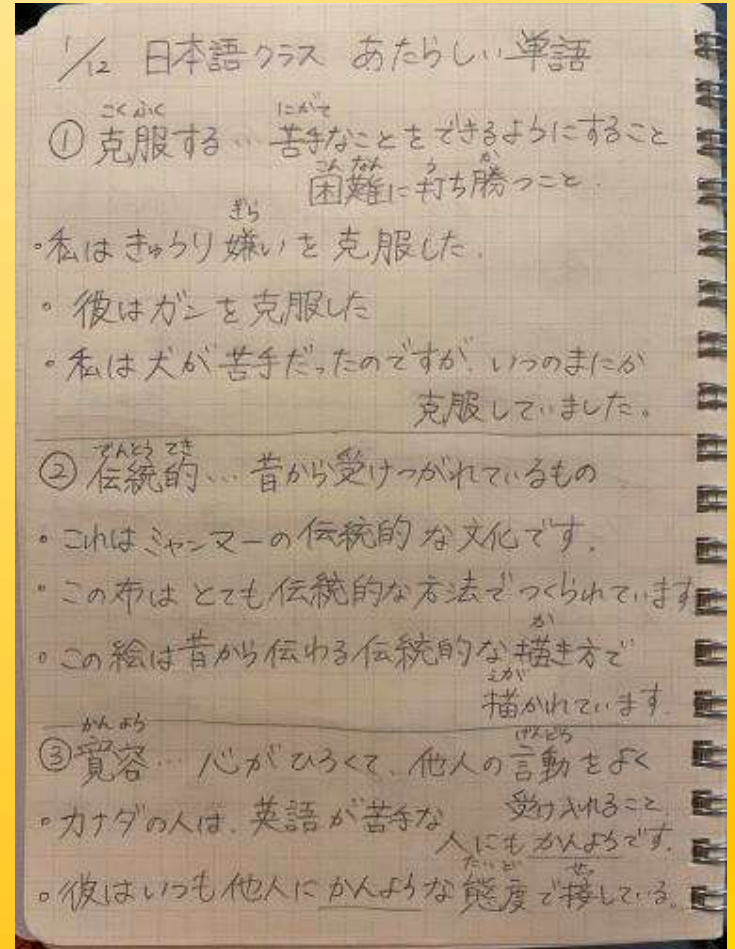 1/12 日本語クラス あたらしい単語
こくふく にがて
① 克服する… 苦手なことをできるようにすること
こんなん う か
困難に打ち勝つこと.
ぎら
・私はきゅうり嫌いを克服した.
・彼はガンを克服した
・私は犬が苦手だったのですが、いつのまにか
克服していました。
でんとうてき
② 伝統的… 昔から受けつがれているもの
・これはミャンマーの伝統的な文化です.
・この布はとても伝統的な方法でつくられています
か
・この絵は昔から伝わる伝統的な描き方で
えが
描かれています.
かんよう げんどう
③ 寛容… 心がひろくて、他人の言動をよく
受け入れること.
・カナダの人は、英語が苦手な
人にもかんようです.
たいど せっ
・彼はいつも他人にかんような態度で接している.